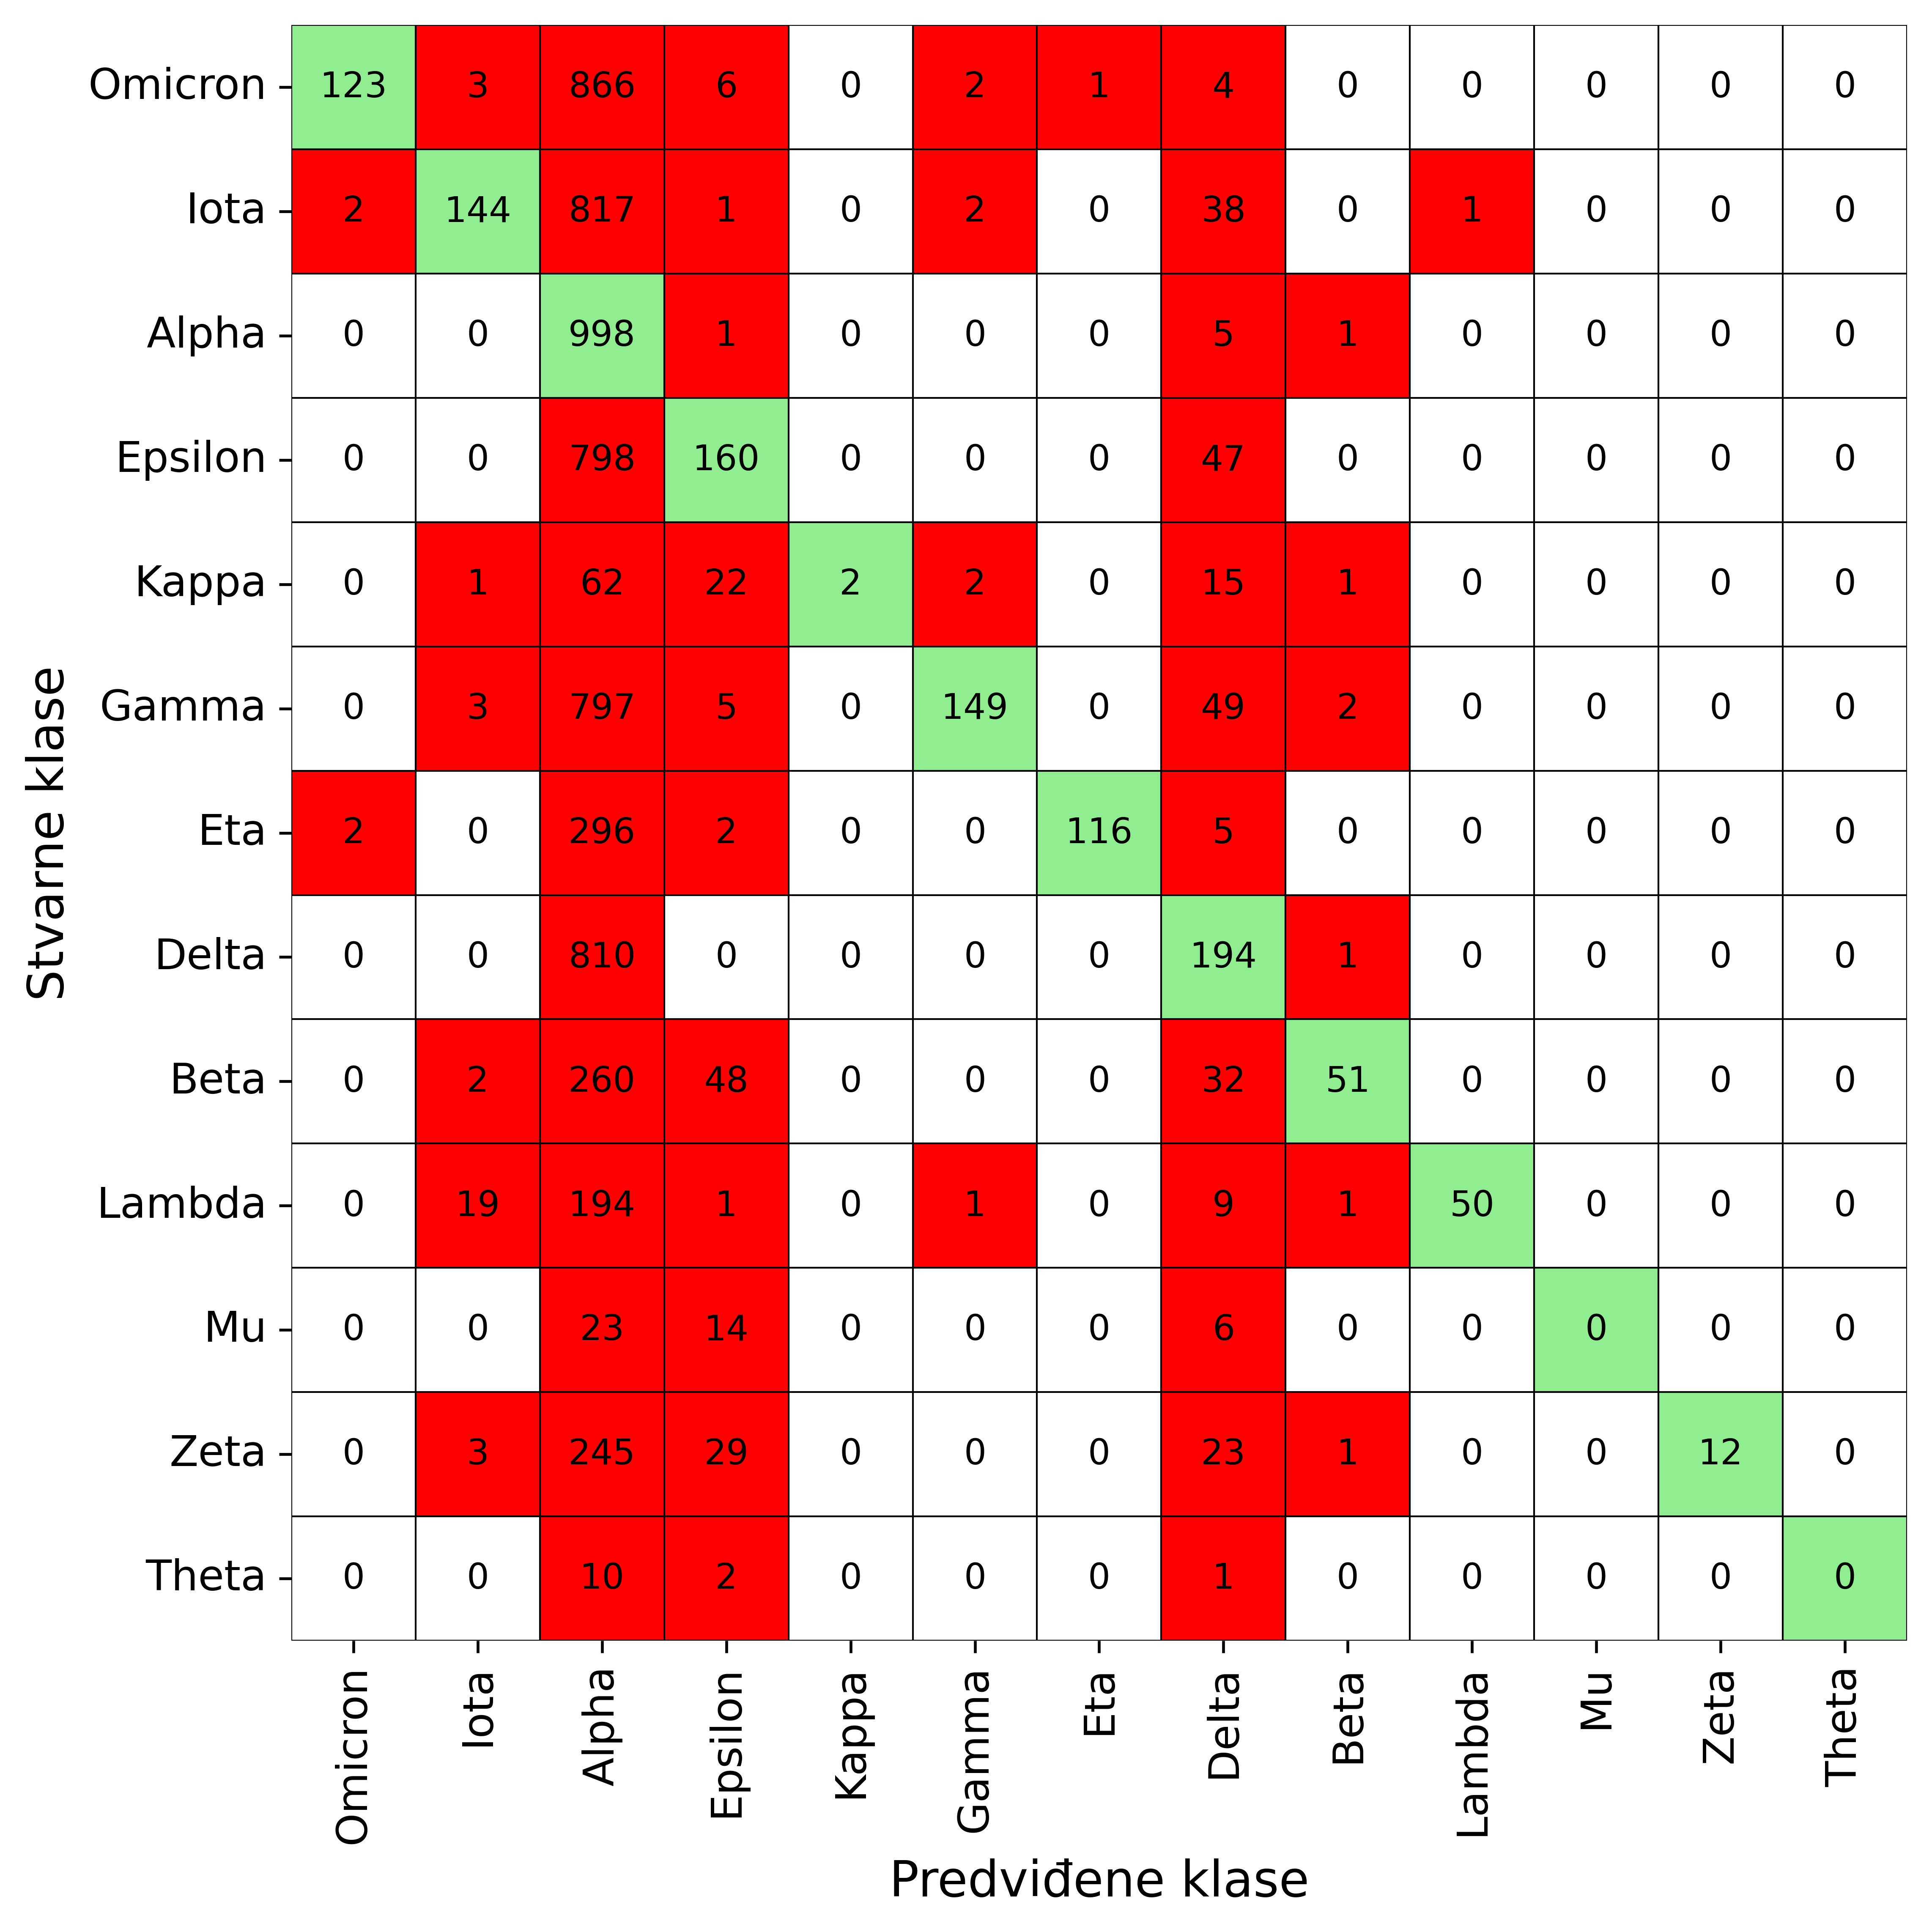 Stvarne klase
Omicron 123 3 866 6 0 2 1 4 0 0 0 0 0
Iota 2 144 817 1 0 2 0 38 0 1 0 0 0
Alpha 0 0 998 1 0 0 0 5 1 0 0 0 0
Epsilon 0 0 798 160 0 0 0 47 0 0 0 0 0
Kappa 0 1 62 22 2 2 0 15 1 0 0 0 0
Gamma 0 3 797 5 0 149 0 49 2 0 0 0 0
Eta 2 0 296 2 0 0 116 5 0 0 0 0 0
Delta 0 0 810 0 0 0 0 194 1 0 0 0 0
Beta 0 2 260 48 0 0 0 32 51 0 0 0 0
Lambda 0 19 194 1 0 1 0 9 1 50 0 0 0
Mu 0 0 23 14 0 0 0 6 0 0 0 0 0
Zeta 0 3 245 29 0 0 0 23 1 0 0 12 0
Theta 0 0 10 2 0 0 0 1 0 0 0 0 0
Omicron Iota Alpha Epsilon Kappa Gamma Eta Delta Beta Lambda Mu Zeta Theta
Predviđene klase